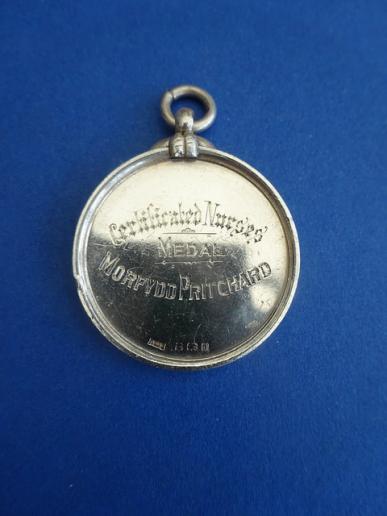 Certificated Nurses'
MEDAL
MORFYDD PRITCHARD